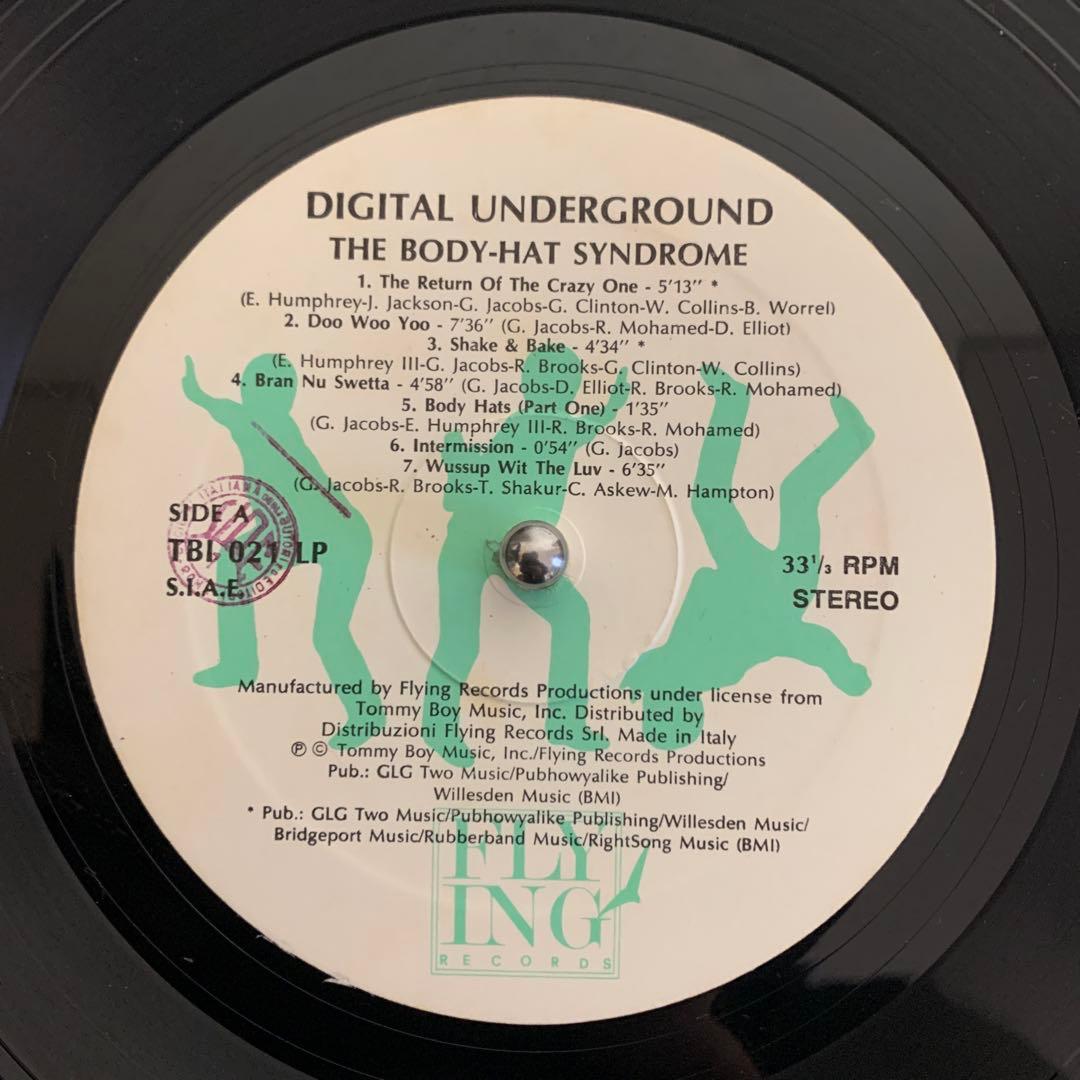 DIGITAL UNDERGROUND
THE BODY-HAT SYNDROME
1. The Return Of The Crazy One - 5'13" *
(E. Humphrey-J. Jackson-G. Jacobs-G. Clinton-W. Collins-B. Worrel)
2. Doo Woo Yoo - 7'36" (G. Jacobs-R. Mohamed-D. Elliot)
3. Shake & Bake - 4'34" *
(E. Humphrey III-G. Jacobs-R. Brooks-G. Clinton-W. Collins)
4. Bran Nu Swetta - 4'58" (G. Jacobs-D. Elliot-R. Brooks-R. Mohamed)
5. Body Hats (Part One) - 1'35"
(G. Jacobs-E. Humphrey III-R. Brooks-R. Mohamed)
6. Intermission - 0'54" (G. Jacobs)
7. Wussup Wit The Luv - 6'35"
(G. Jacobs-R. Brooks-T. Shakur-C. Askew-M. Hampton)
SIDE A
TBI 021 LP
S.I.A.E.
33 1/3 RPM
STEREO
Manufactured by Flying Records Productions under license from
Tommy Boy Music, Inc. Distributed by
Distribuzioni Flying Records Srl. Made in Italy
℗ © Tommy Boy Music, Inc./Flying Records Productions
Pub.: GLG Two Music/Pubhowyalike Publishing/
Willesden Music (BMI)
* Pub.: GLG Two Music/Pubhowyalike Publishing/Willesden Music/
Bridgeport Music/Rubberband Music/RightSong Music (BMI)
FLY
ING
RECORDS